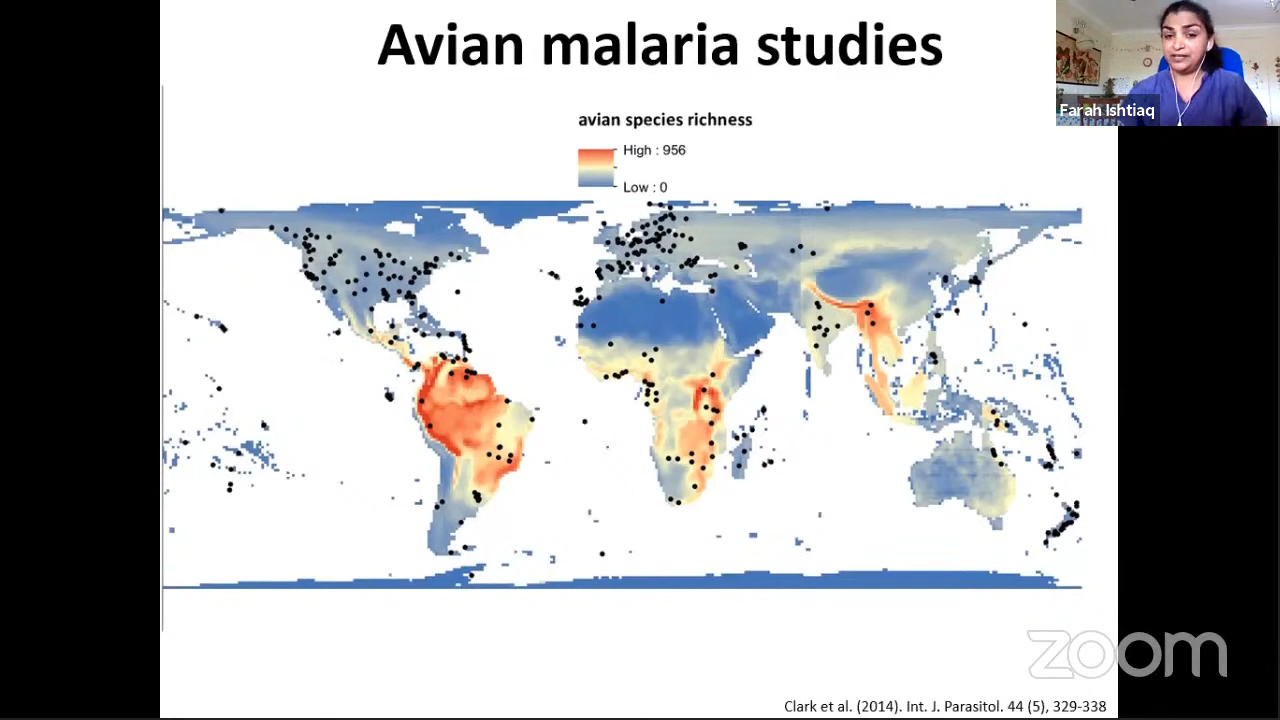 Avian malaria studies
Farah Ishtiaq
avian species richness
High : 956
Low : 0
zoom
Clark et al. (2014). Int. J. Parasitol. 44 (5), 329-338